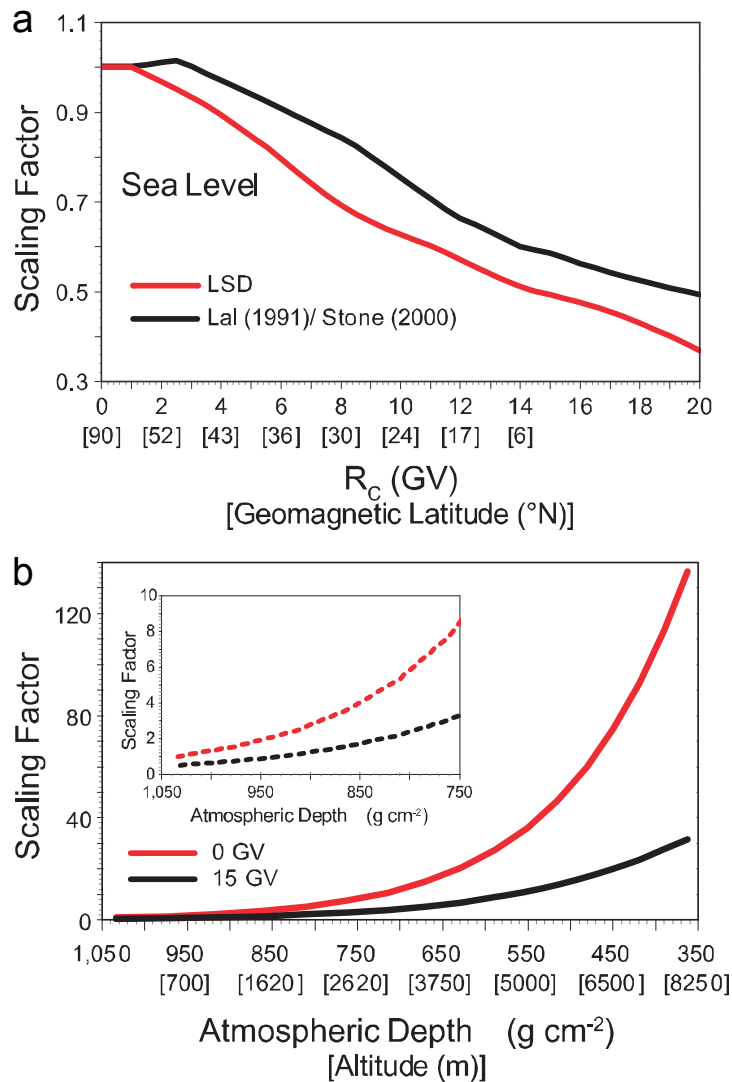 a
1.1
0.9
0.7
0.5
0.3
Scaling Factor
Sea Level
LSD
Lal (1991)/ Stone (2000)
0 2 4 6 8 10 12 14 16 18 20
[90] [52] [43] [36] [30] [24] [17] [6]
RC (GV)
[Geomagnetic Latitude (°N)]
b
120
80
40
0
Scaling Factor
10
8
6
4
2
0
Scaling Factor
1,050 950 850 750
Atmospheric Depth (g cm-2)
0 GV
15 GV
1,050 950 850 750 650 550 450 350
[700] [1620] [2620] [3750] [5000] [6500] [8250]
Atmospheric Depth (g cm-2)
[Altitude (m)]